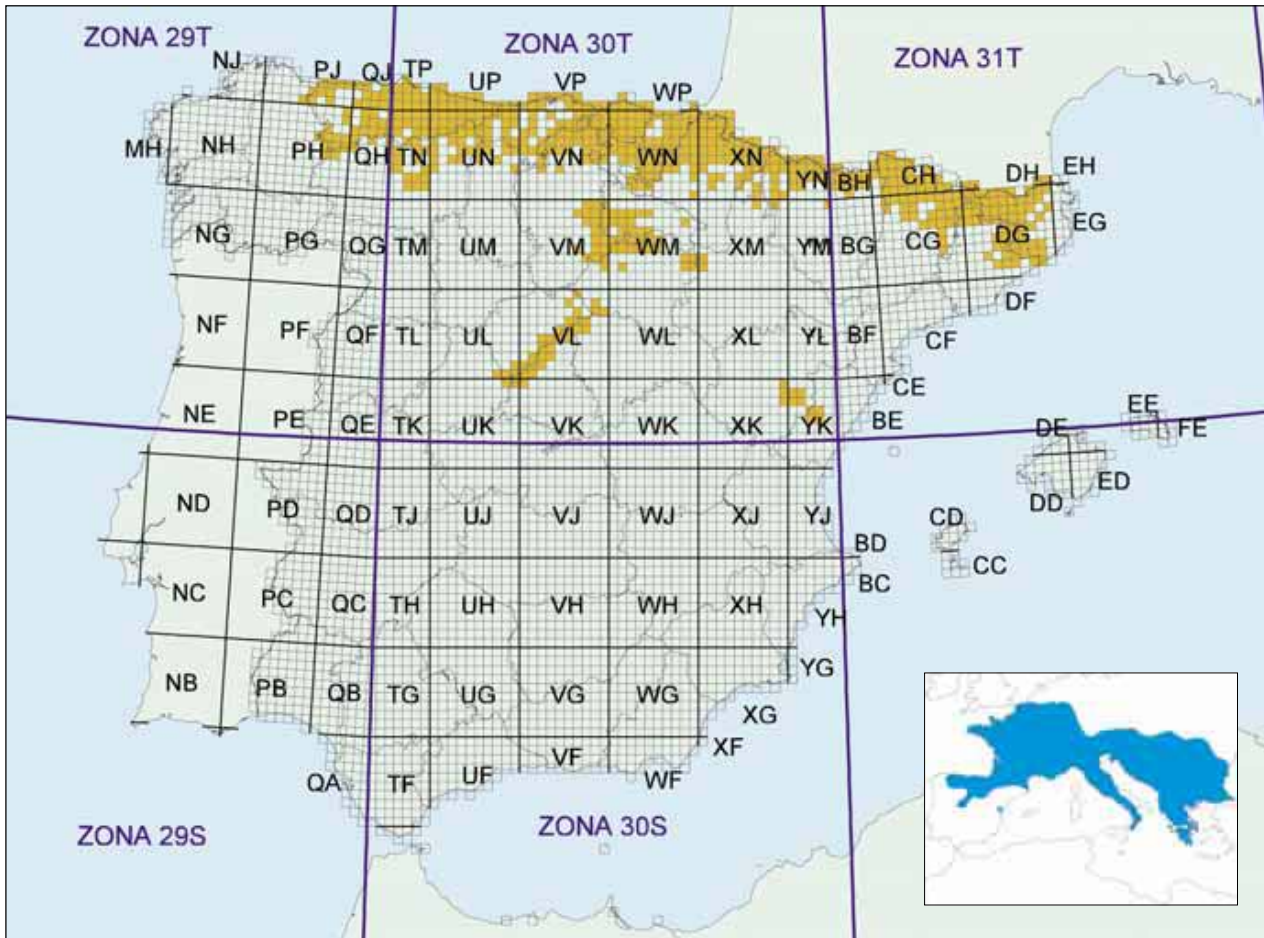 ZONA 29T
ZONA 30T
ZONA 31T
NJ
PJ
QJ
TP
UP
VP
WP
MH
NH
PH
QH
TN
UN
VN
WN
XN
YN
BH
CH
DH
EH
NG
PG
QG
TM
UM
VM
WM
XM
YM
BG
CG
DG
EG
NF
PF
QF
TL
UL
VL
WL
XL
YL
BF
CF
DF
NE
PE
QE
TK
UK
VK
WK
XK
YK
BE
CE
DE
EE
FE
ND
PD
QD
TJ
UJ
VJ
WJ
XJ
YJ
BD
CD
DD
ED
NC
PC
QC
TH
UH
VH
WH
XH
YH
BC
CC
NB
PB
QB
TG
UG
VG
WG
XG
YG
QA
TF
UF
VF
WF
XF
ZONA 29S
ZONA 30S